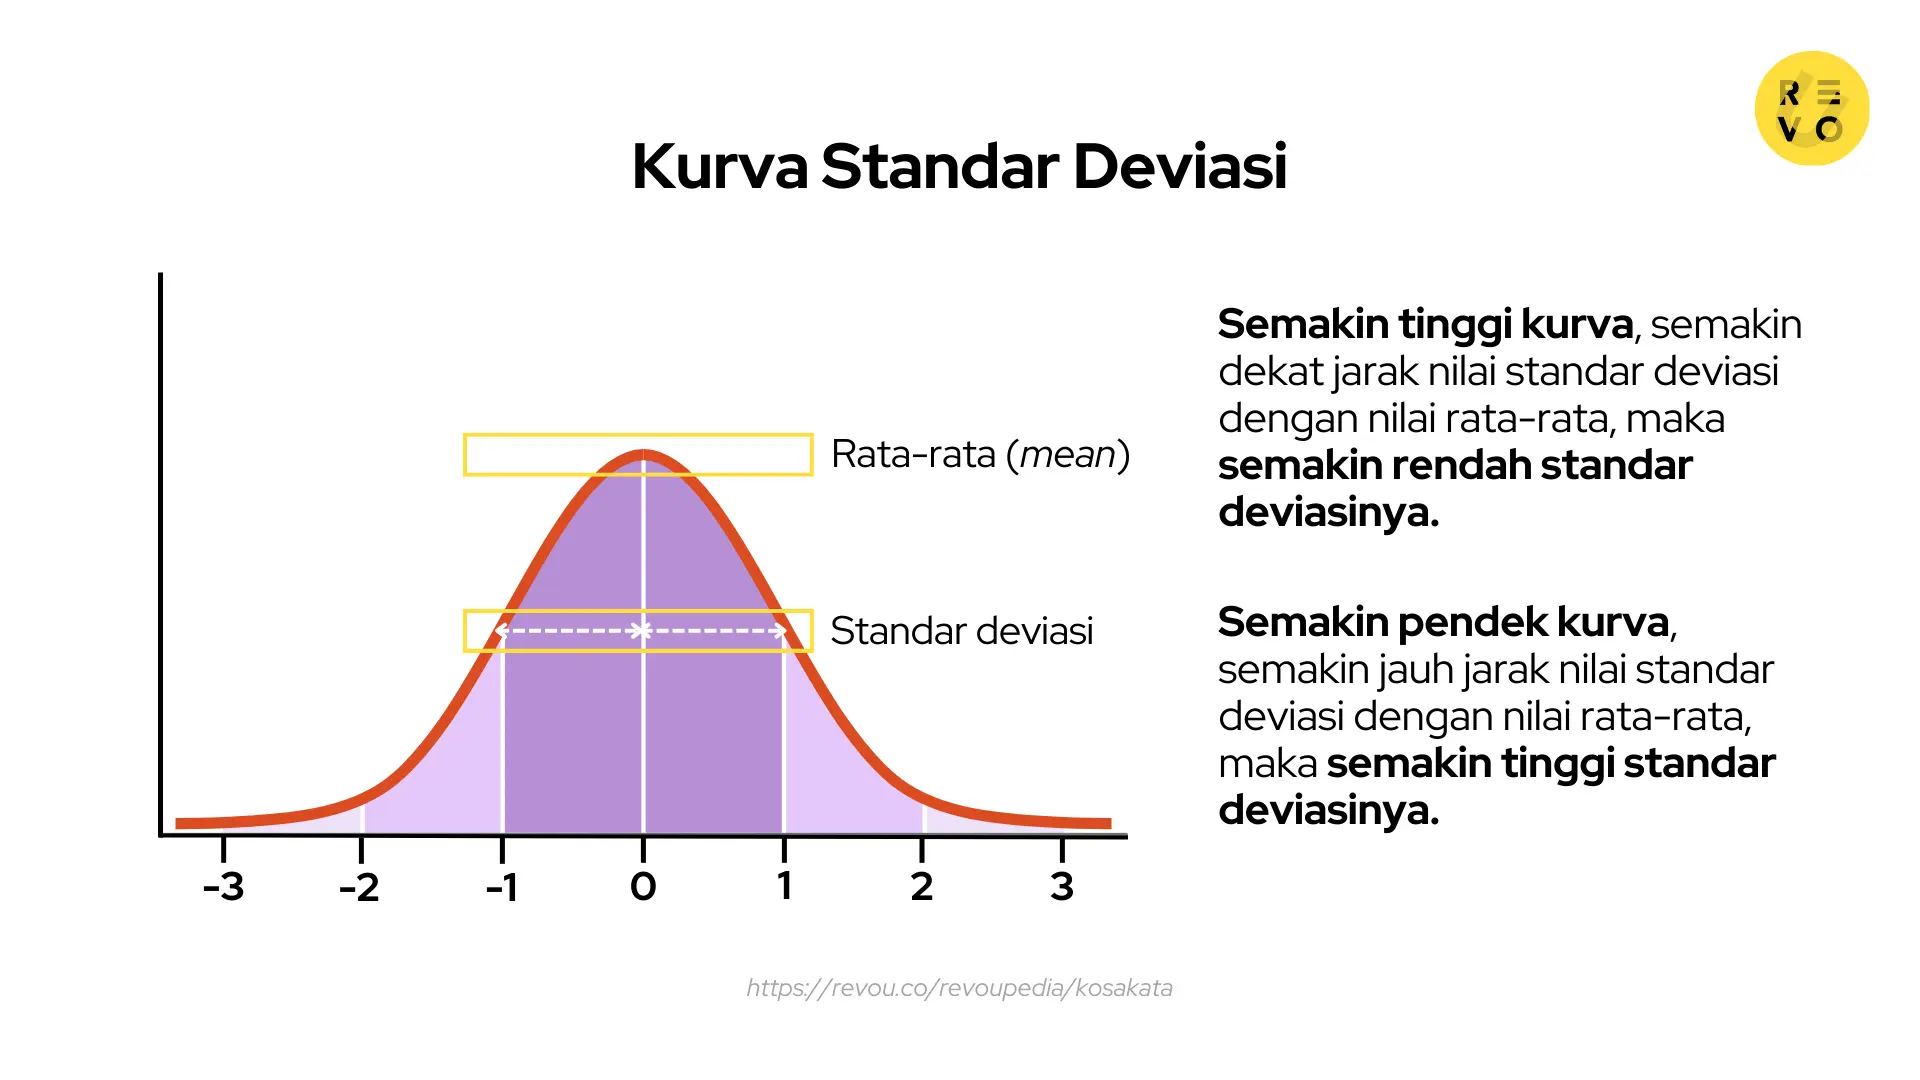 RE
VO
Kurva Standar Deviasi
Rata-rata (mean)
Standar deviasi
-3 -2 -1 0 1 2 3
Semakin tinggi kurva, semakin
dekat jarak nilai standar deviasi
dengan nilai rata-rata, maka
semakin rendah standar
deviasinya.
Semakin pendek kurva,
semakin jauh jarak nilai standar
deviasi dengan nilai rata-rata,
maka semakin tinggi standar
deviasinya.
https://revou.co/revoupedia/kosakata